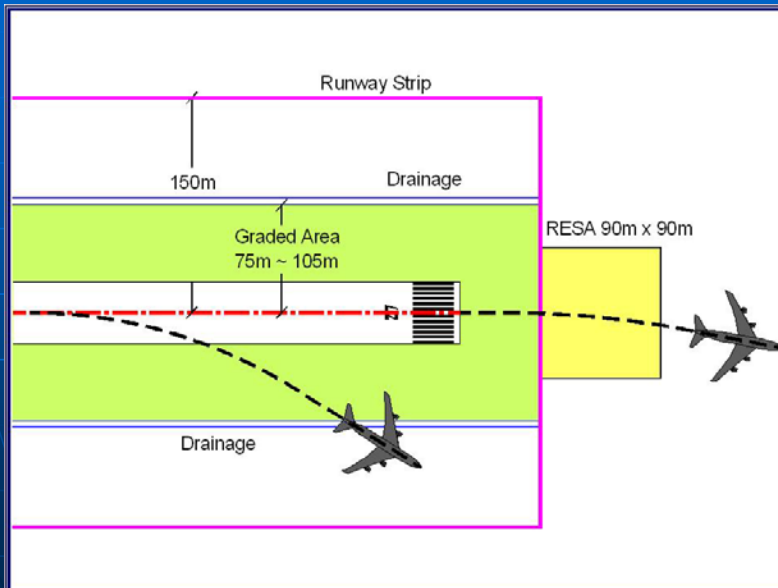 Runway Strip
150m
Drainage
Graded Area
75m ~ 105m
RESA 90m x 90m
Drainage